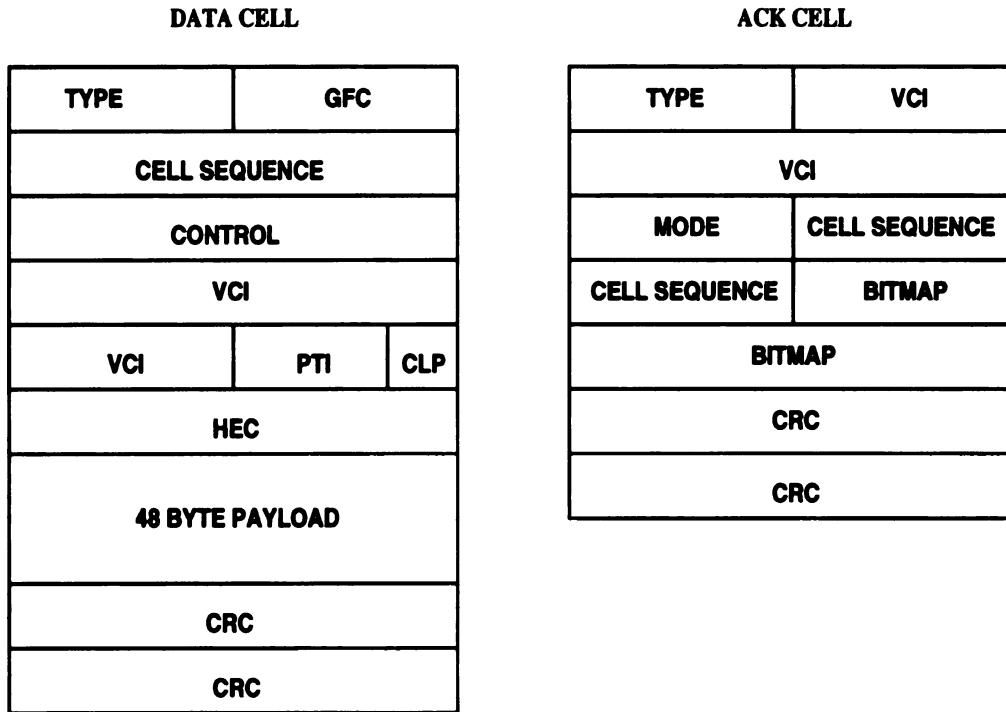 DATA CELL
TYPE GFC
CELL SEQUENCE
CONTROL
VCI
VCI PTI CLP
HEC
48 BYTE PAYLOAD
CRC
CRC
ACK CELL
TYPE VCI
VCI
MODE CELL SEQUENCE
CELL SEQUENCE BITMAP
BITMAP
CRC
CRC